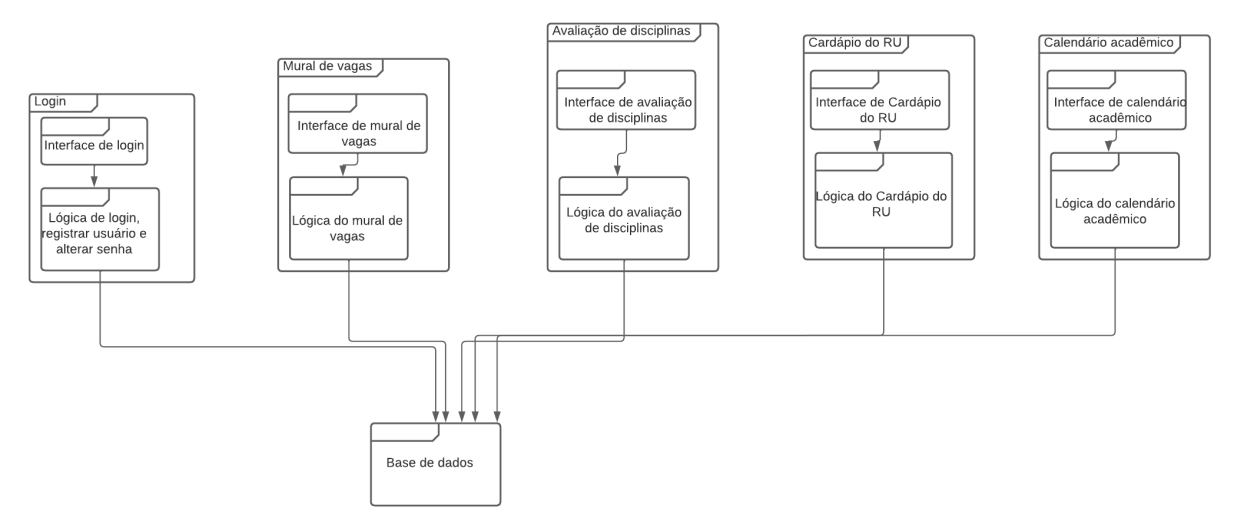 Login
Interface de login
Lógica de login,
registrar usuário e
alterar senha
Mural de vagas
Interface de mural de
vagas
Lógica do mural de
vagas
Avaliação de disciplinas
Interface de avaliação
de disciplinas
Lógica do avaliação
de disciplinas
Cardápio do RU
Interface de Cardápio
do RU
Lógica do Cardápio do
RU
Calendário acadêmico
Interface de calendário
acadêmico
Lógica do calendário
acadêmico
Base de dados